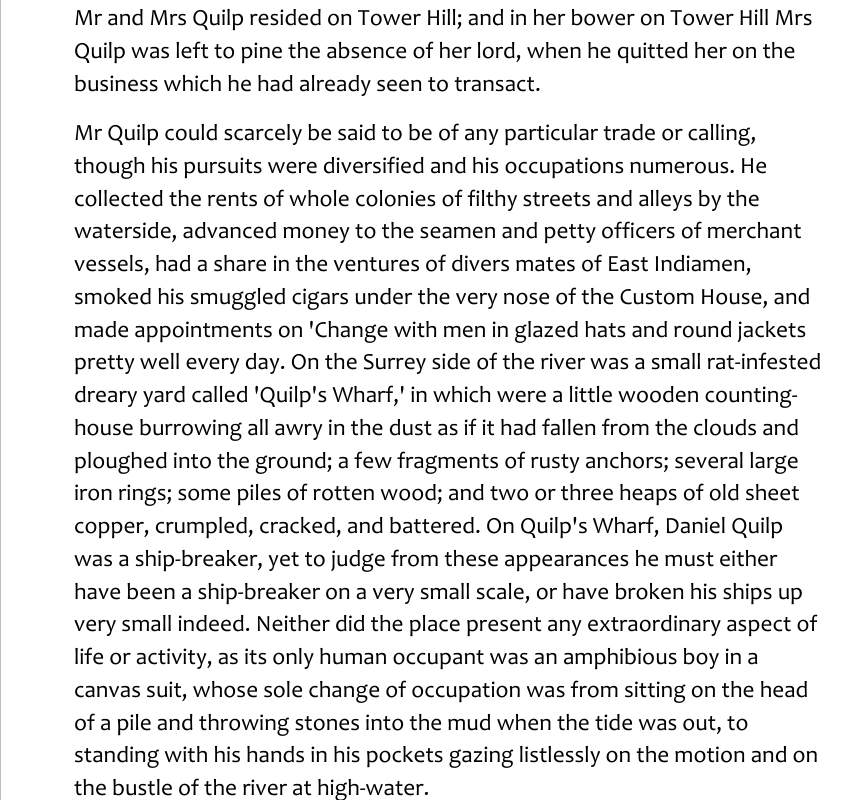 Mr and Mrs Quilp resided on Tower Hill; and in her bower on Tower Hill Mrs
Quilp was left to pine the absence of her lord, when he quitted her on the
business which he had already seen to transact.
Mr Quilp could scarcely be said to be of any particular trade or calling,
though his pursuits were diversified and his occupations numerous. He
collected the rents of whole colonies of filthy streets and alleys by the
waterside, advanced money to the seamen and petty officers of merchant
vessels, had a share in the ventures of divers mates of East Indiamen,
smoked his smuggled cigars under the very nose of the Custom House, and
made appointments on 'Change with men in glazed hats and round jackets
pretty well every day. On the Surrey side of the river was a small rat-infested
dreary yard called 'Quilp's Wharf,' in which were a little wooden counting-
house burrowing all awry in the dust as if it had fallen from the clouds and
ploughed into the ground; a few fragments of rusty anchors; several large
iron rings; some piles of rotten wood; and two or three heaps of old sheet
copper, crumpled, cracked, and battered. On Quilp's Wharf, Daniel Quilp
was a ship-breaker, yet to judge from these appearances he must either
have been a ship-breaker on a very small scale, or have broken his ships up
very small indeed. Neither did the place present any extraordinary aspect of
life or activity, as its only human occupant was an amphibious boy in a
canvas suit, whose sole change of occupation was from sitting on the head
of a pile and throwing stones into the mud when the tide was out, to
standing with his hands in his pockets gazing listlessly on the motion and on
the bustle of the river at high-water.